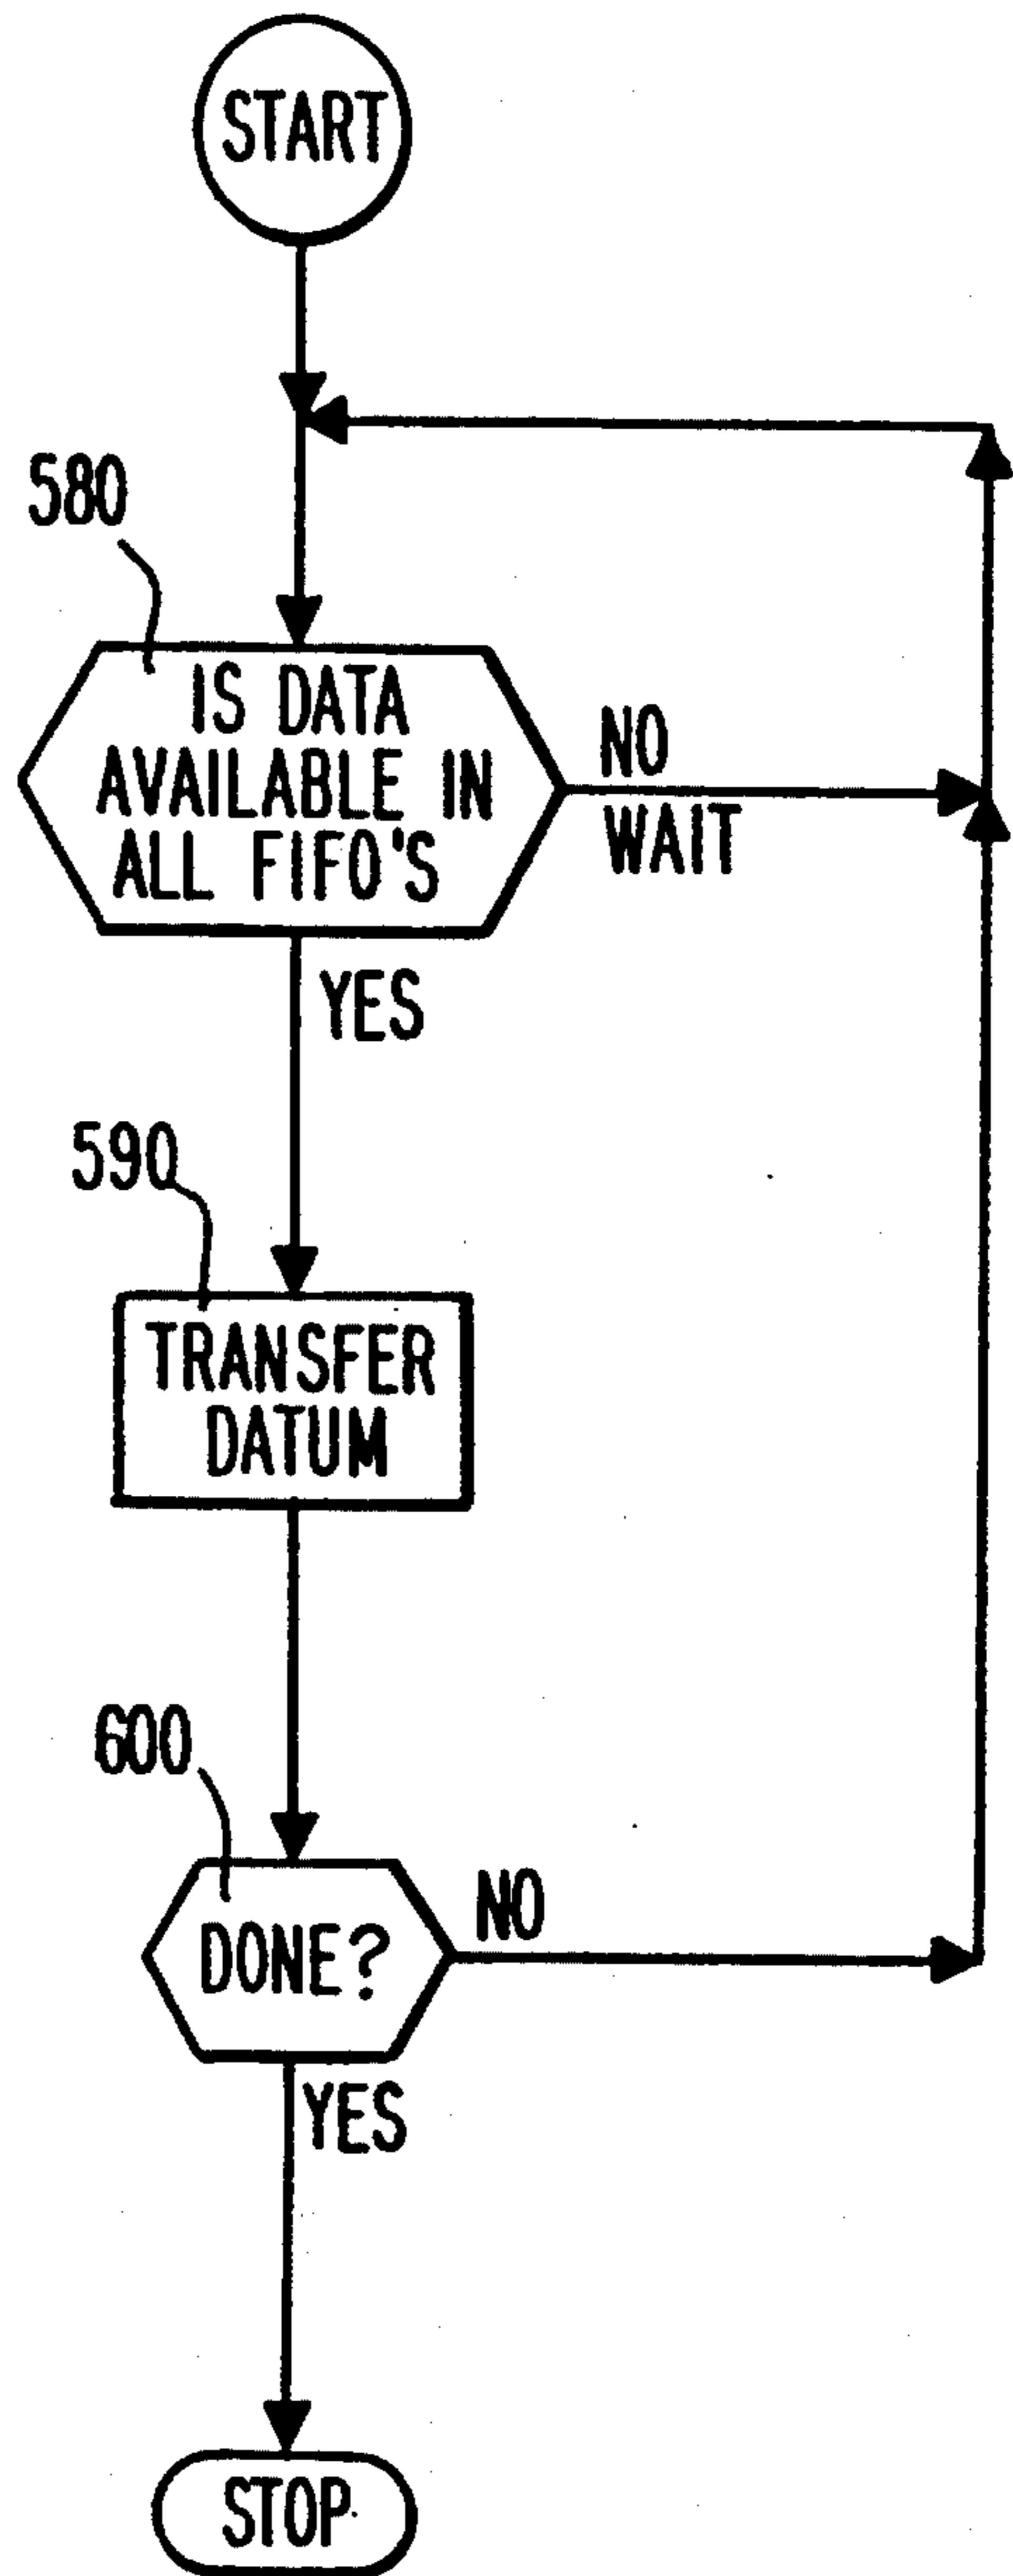 START
580
IS DATA
AVAILABLE IN
ALL FIFO'S
NO
WAIT
YES
590
TRANSFER
DATUM
600
DONE?
NO
YES
STOP